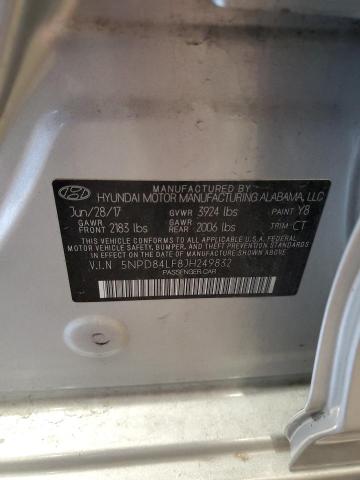 MANUFACTURED BY
HYUNDAI MOTOR MANUFACTURING ALABAMA, LLC
Jun/28/17 GVWR 3924 lbs PAINT Y8
GAWR FRONT 2183 lbs GAWR REAR 2006 lbs TRIM: CT
THIS VEHICLE CONFORMS TO ALL APPLICABLE U.S.A. FEDERAL
MOTOR VEHICLE SAFETY, BUMPER, AND THEFT PREVENTION
STANDARDS IN EFFECT ON THE DATE OF MANUFACTURE SHOWN ABOVE.
V.I.N 5NPD84LF8JH249832
PASSENGER CAR